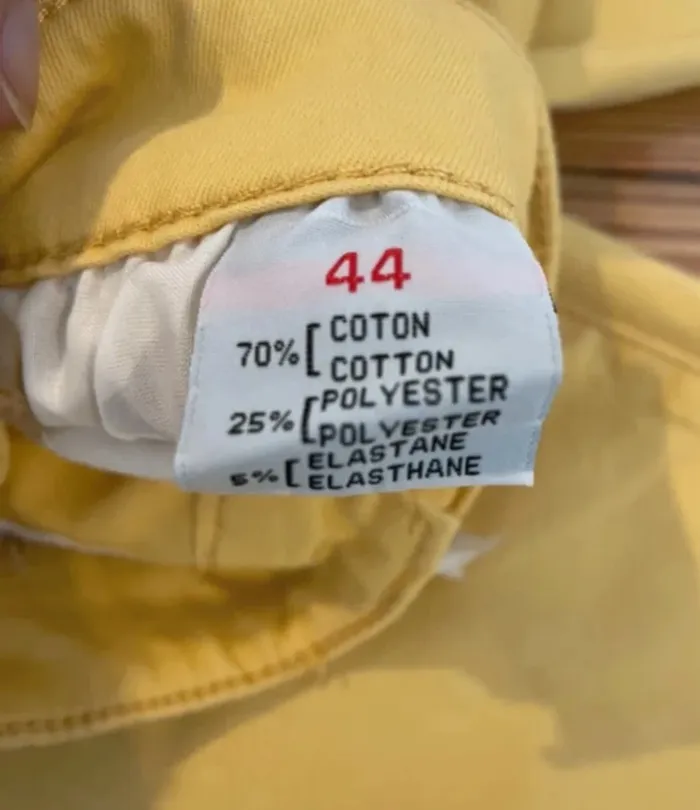 44
70% [ COTON
COTTON
25% [ POLYESTER
POLYESTER
5% [ ELASTANE
ELASTHANE